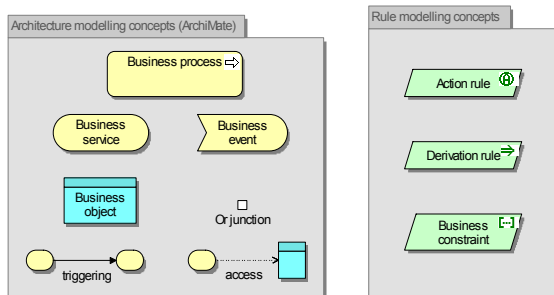 Architecture modelling concepts (ArchiMate)
Business process
Business
service
Business
event
Business
object
Or junction
triggering
access
Rule modelling concepts
Action rule
Derivation rule
Business
constraint